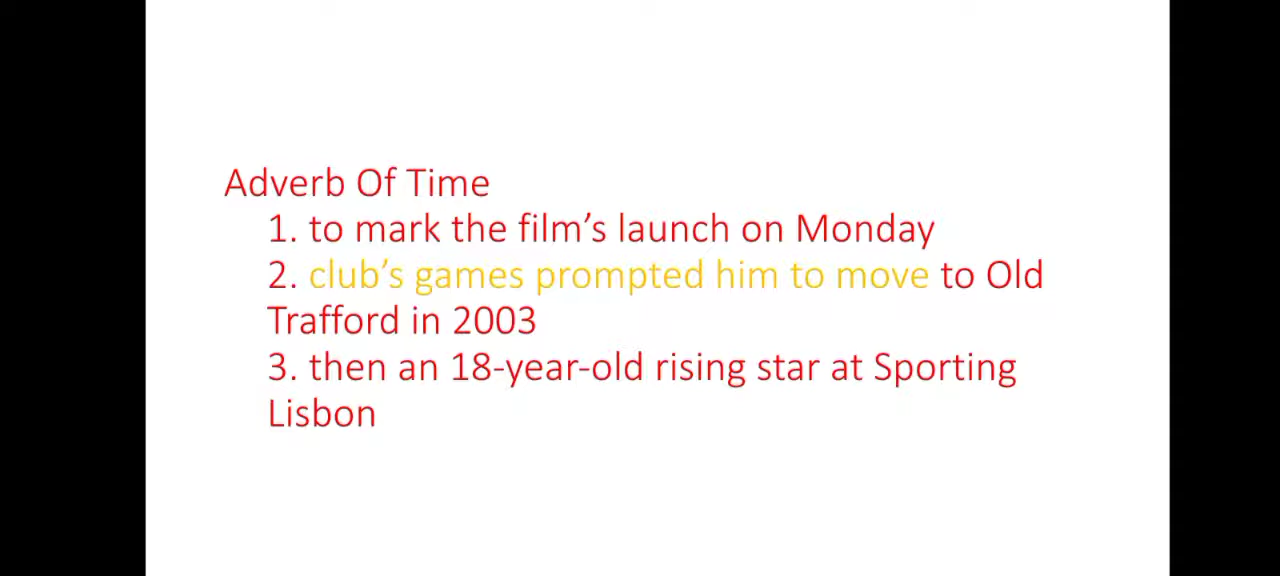 Adverb Of Time
1. to mark the film’s launch on Monday
2. club’s games prompted him to move to Old
Trafford in 2003
3. then an 18-year-old rising star at Sporting
Lisbon